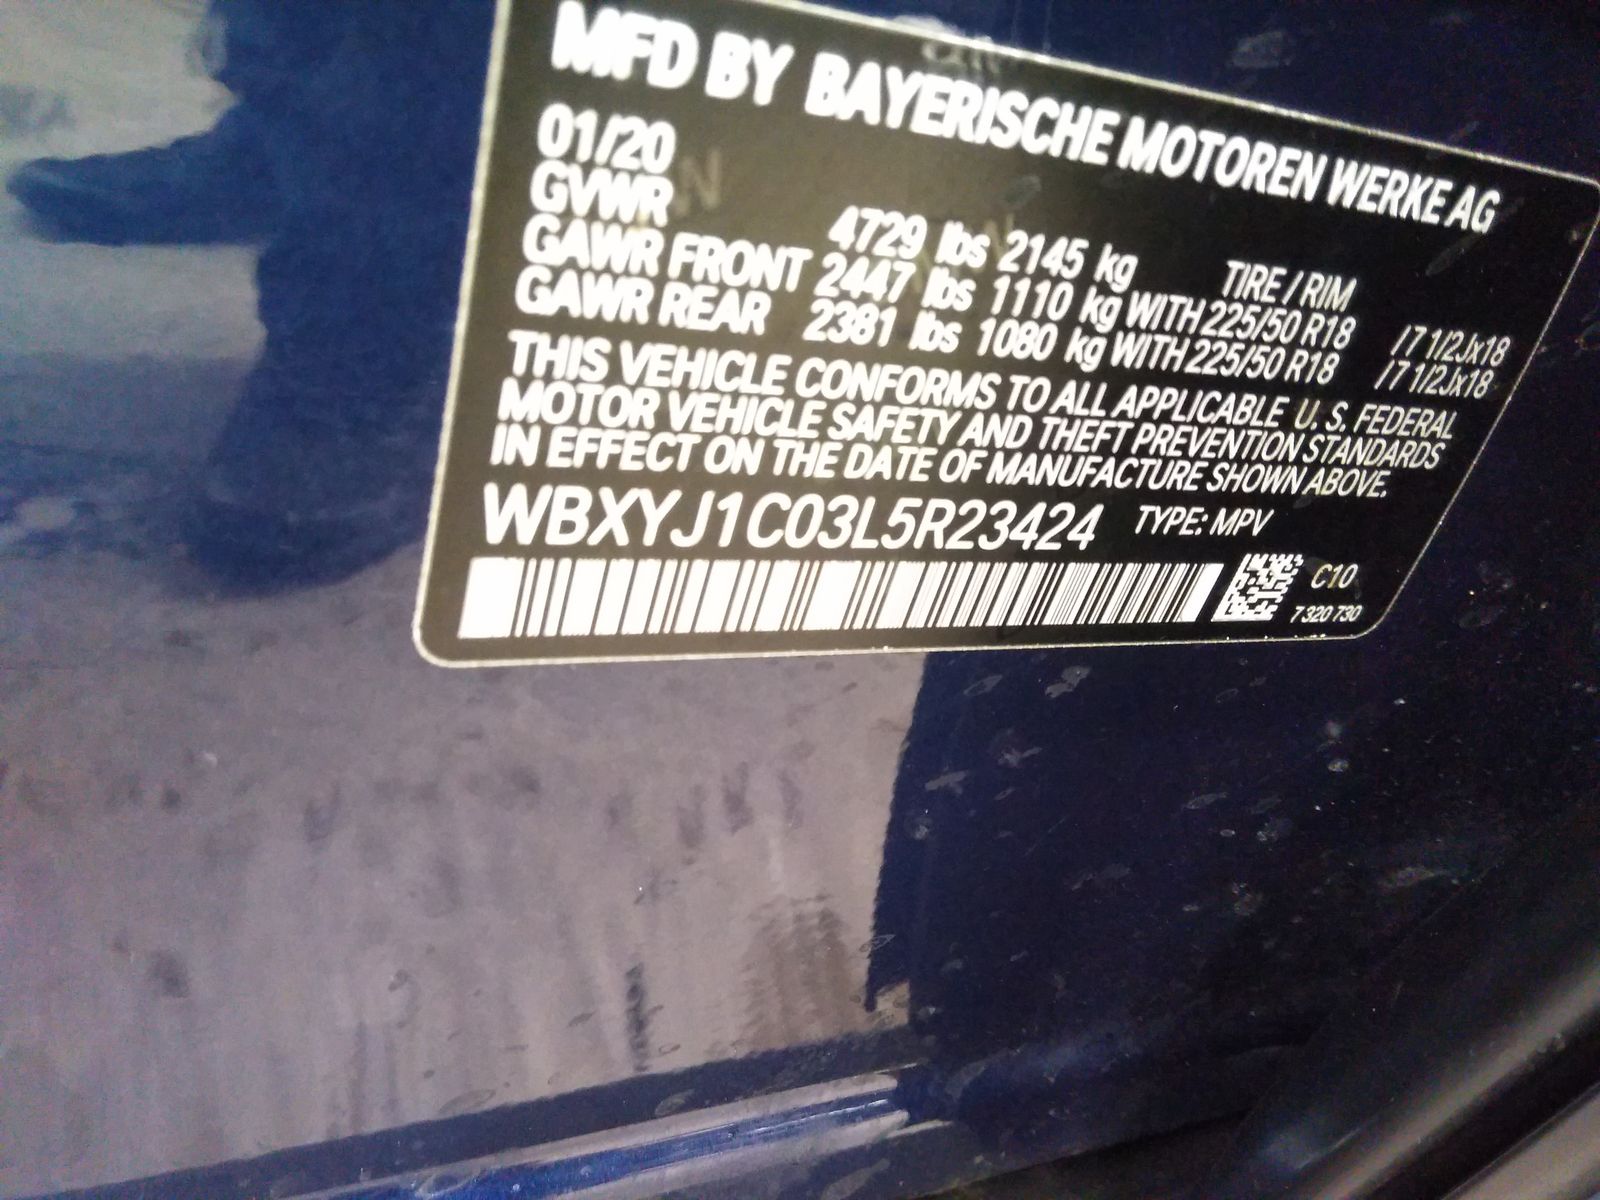 MFD BY BAYERISCHE MOTOREN WERKE AG
01/20
GVWR 4729 lbs 2145 kg TIRE / RIM
GAWR FRONT 2447 lbs 1110 kg WITH 225/50 R18 / 7 1/2Jx18
GAWR REAR 2381 lbs 1080 kg WITH 225/50 R18 / 7 1/2Jx18
THIS VEHICLE CONFORMS TO ALL APPLICABLE U. S. FEDERAL
MOTOR VEHICLE SAFETY AND THEFT PREVENTION STANDARDS
IN EFFECT ON THE DATE OF MANUFACTURE SHOWN ABOVE.
WBXYJ1C03L5R23424 TYPE: MPV
C10
7 320 730